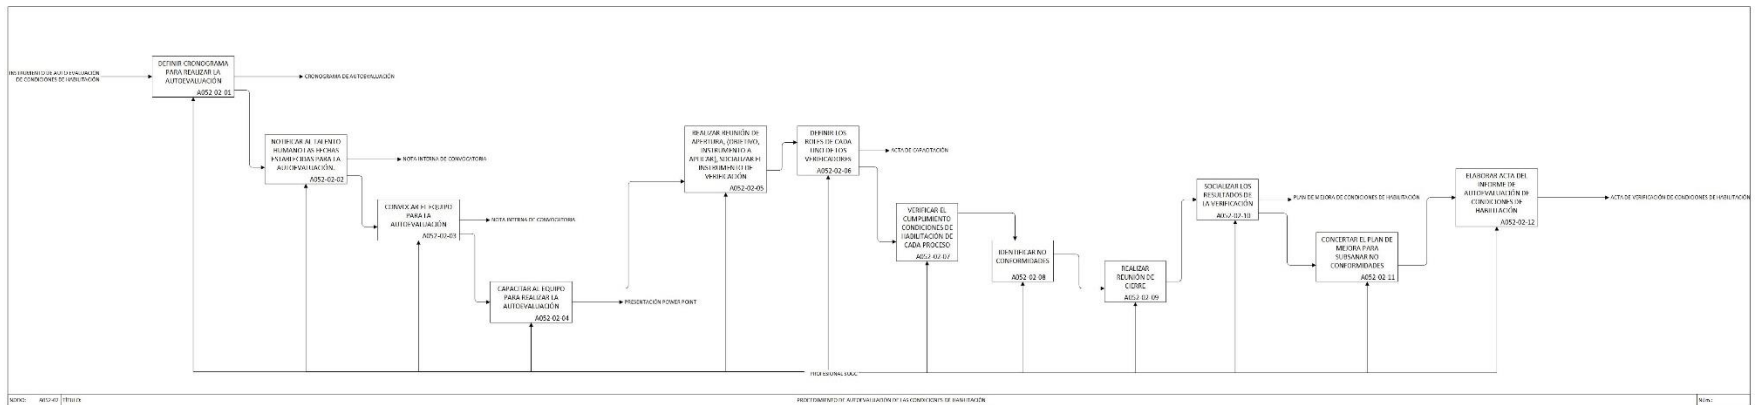 INSTRUMENTO DE AUTO EVALUACIÓN
DE CONDICIONES DE HABILITACIÓN
DEFINIR CRONOGRAMA
PARA REALIZAR LA
AUTOEVALUACIÓN
A052-02-01
CRONOGRAMA DE AUTOEVALUACIÓN
NOTIFICAR AL TALENTO
HUMANO LAS FECHAS
ESTABLECIDAS PARA LA
AUTOEVALUACIÓN.
A052-02-02
NOTA INTERNA DE CONVOCATORIA
CONVOCAR EL EQUIPO
PARA LA
AUTOEVALUACIÓN
A052-02-03
NOTA INTERNA DE CONVOCATORIA
CAPACITAR AL EQUIPO
PARA REALIZAR LA
AUTOEVALUACIÓN
A052-02-04
PRESENTACIÓN POWER POINT
REALIZAR REUNIÓN DE
APERTURA, (OBJETIVO,
INSTRUMENTO A
APLICAR), SOCIALIZAR EL
INSTRUMENTO DE
VERIFICACIÓN
A052-02-05
DEFINIR LOS
ROLES DE CADA
UNO DE LOS
VERIFICADORES
A052-02-06
ACTA DE CAPACITACIÓN
VERIFICAR EL
CUMPLIMIENTO
CONDICIONES DE
HABILITACIÓN DE
CADA PROCESO
A052-02-07
IDENTIFICAR NO
CONFORMIDADES
A052-02-08
REALIZAR
REUNIÓN DE
CIERRE
A052-02-09
SOCIALIZAR LOS
RESULTADOS DE
LA VERIFICACIÓN
A052-02-10
PLAN DE MEJORA DE CONDICIONES DE HABILITACIÓN
CONCERTAR EL PLAN DE
MEJORA PARA
SUBSANAR NO
CONFORMIDADES
A052-02-11
ELABORAR ACTA DEL
INFORME DE
AUTOEVALUACIÓN DE
CONDICIONES DE
HABILITACIÓN
A052-02-12
ACTA DE VERIFICACIÓN DE CONDICIONES DE HABILITACIÓN
PROFESIONAL
NODO: A052-02 TÍTULO: PROCEDIMIENTO DE AUTOEVALUACIÓN DE LAS CONDICIONES DE HABILITACIÓN Núm.: